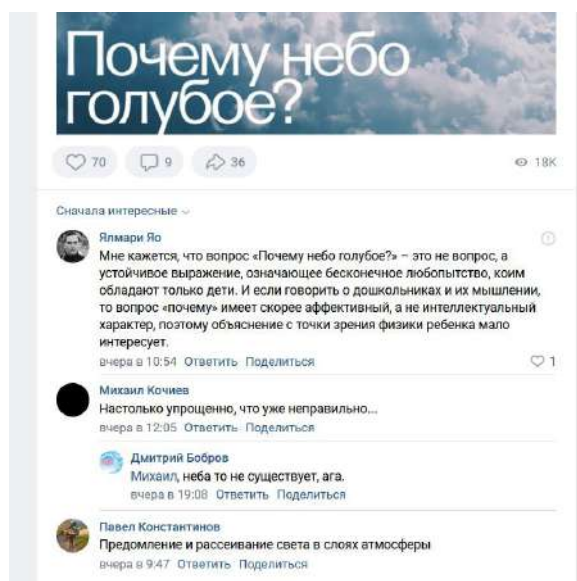 Почему небо
голубое?
70 9 36 18K
Сначала интересные
Ялмари Яо
Мне кажется, что вопрос «Почему небо голубое?» – это не вопрос, а
устойчивое выражение, означающее бесконечное любопытство, коим
обладают только дети. И если говорить о дошкольниках и их мышлении,
то вопрос «почему» имеет скорее аффективный, а не интеллектуальный
характер, поэтому объяснение с точки зрения физики ребенка мало
интересует.
вчера в 10:54 Ответить Поделиться 1
Михаил Кочиев
Настолько упрощенно, что уже неправильно...
вчера в 12:05 Ответить Поделиться
Дмитрий Бобров
Михаил, неба то не существует, ага.
вчера в 19:08 Ответить Поделиться
Павел Константинов
Предомление и рассеивание света в слоях атмосферы
вчера в 9:47 Ответить Поделиться